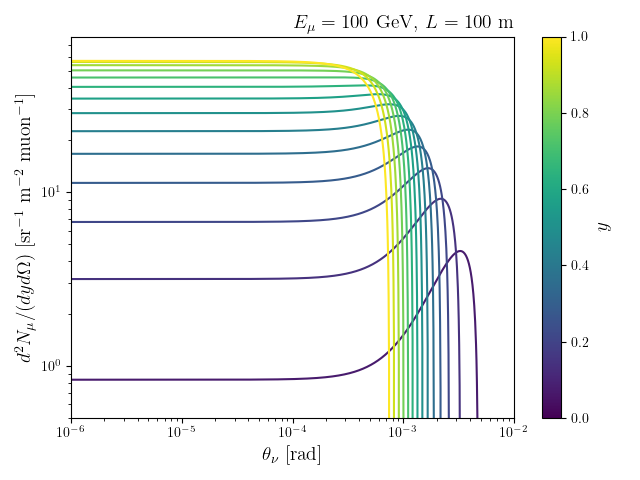 $E_\mu = 100$ GeV, $L = 100$ m
$d^2N_\mu/(dyd\Omega)$ [sr$^{-1}$ m$^{-2}$ muon$^{-1}$]
$10^1$
$10^0$
$10^{-6}$ $10^{-5}$ $10^{-4}$ $10^{-3}$ $10^{-2}$
$\theta_\nu$ [rad]
1.0
0.8
0.6
0.4
0.2
0.0
$y$